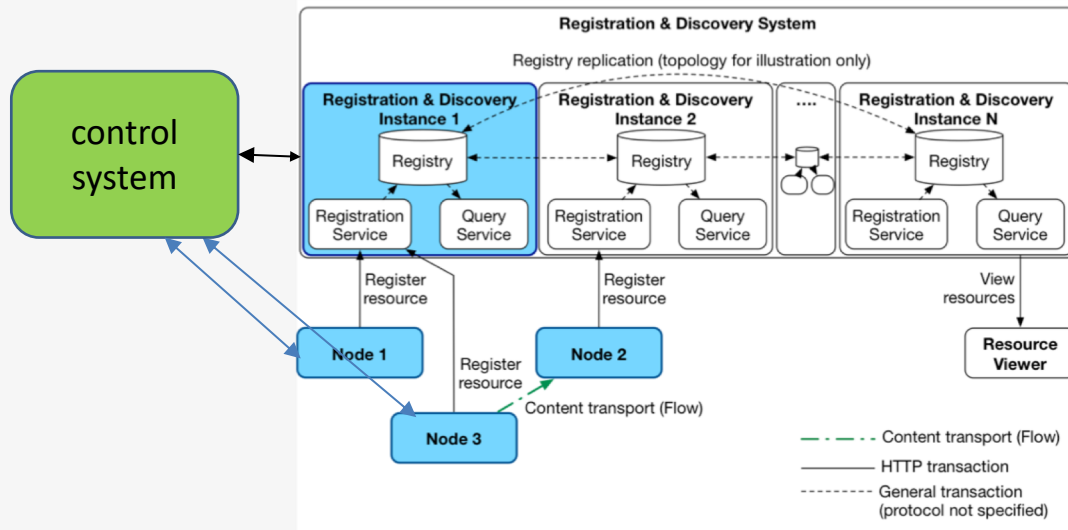 Registration & Discovery System
Registry replication (topology for illustration only)
control
system
Registration & Discovery
Instance 1
Registry
Registration
Service
Query
Service
Registration & Discovery
Instance 2
Registry
Registration
Service
Query
Service
....
Registration & Discovery
Instance N
Registry
Registration
Service
Query
Service
Register
resource
Register
resource
View
resources
Node 1
Register
resource
Node 2
Resource
Viewer
Content transport (Flow)
Node 3
Content transport (Flow)
HTTP transaction
General transaction
(protocol not specified)